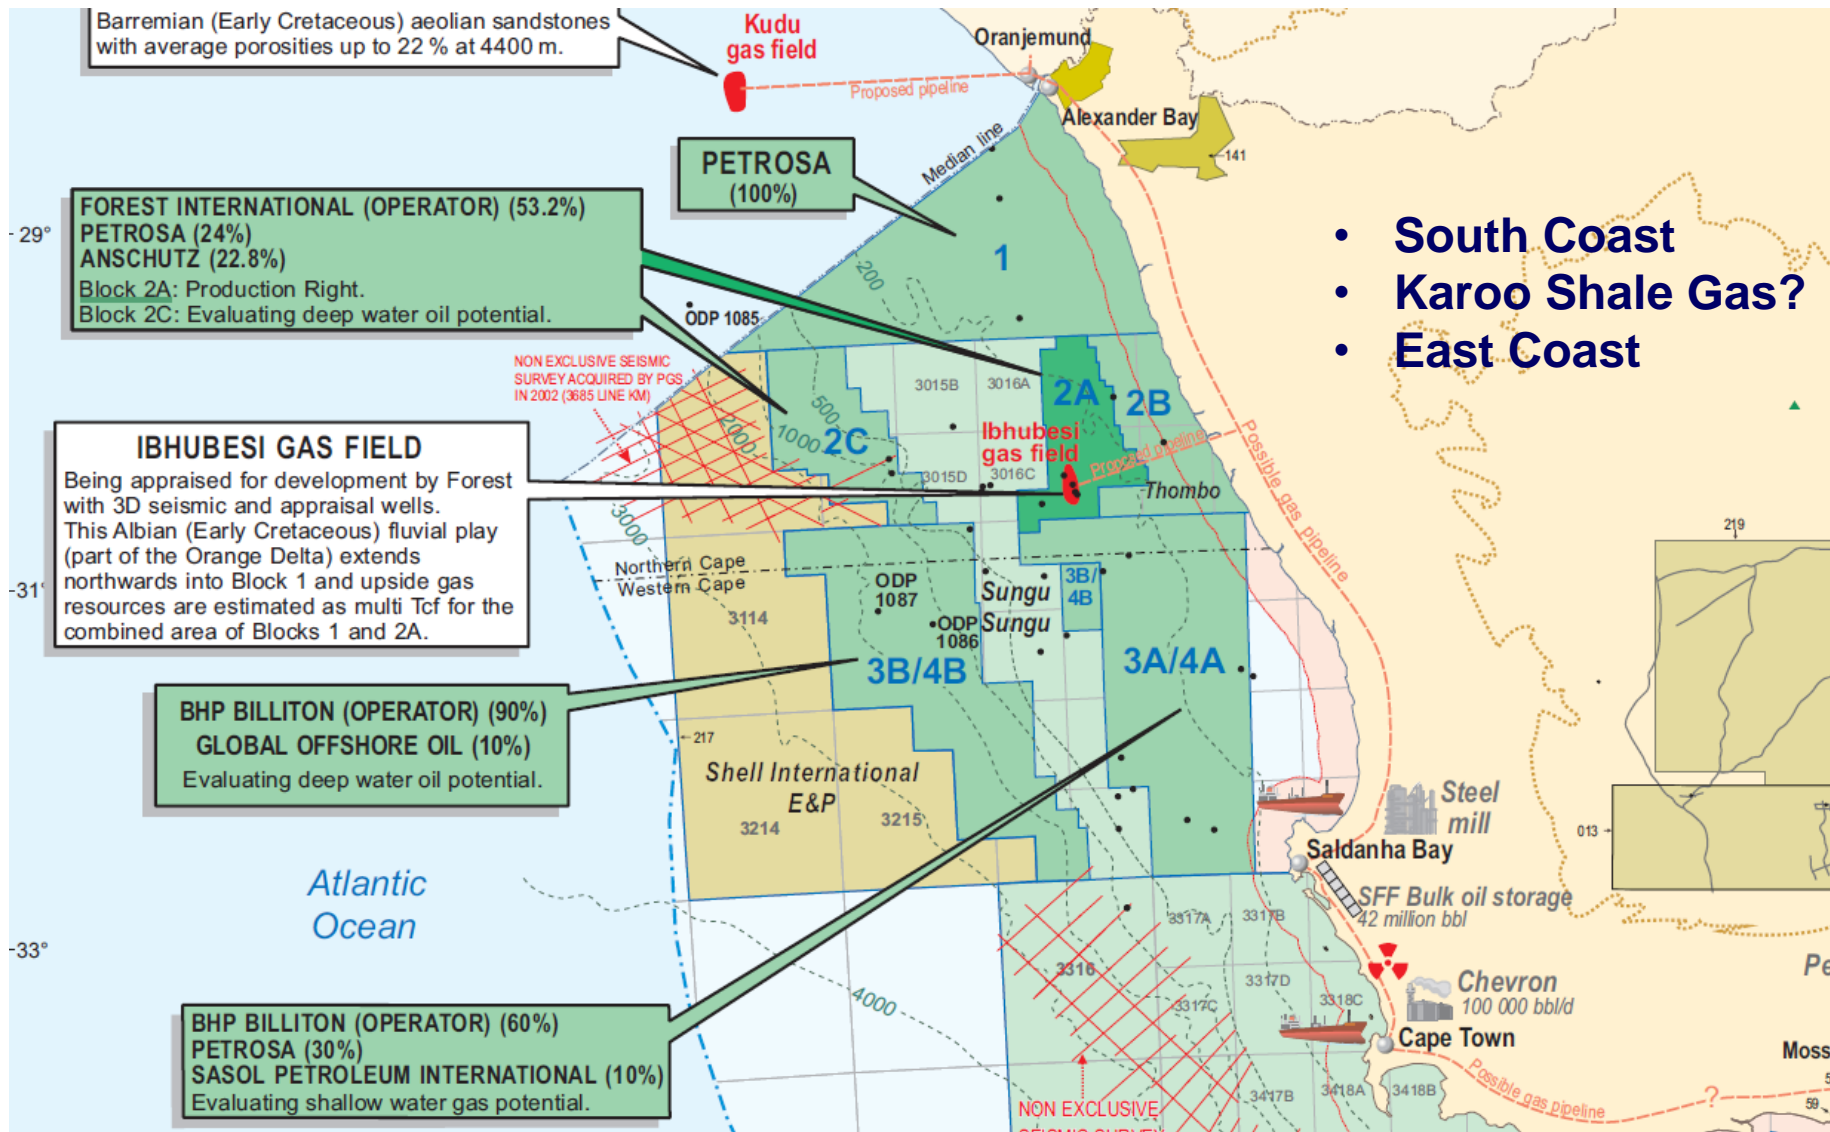 Barremian (Early Cretaceous) aeolian sandstones
with average porosities up to 22 % at 4400 m.
Kudu
gas field
Oranjemund
Proposed pipeline
Alexander Bay
141
Median line
PETROSA
(100%)
FOREST INTERNATIONAL (OPERATOR) (53.2%)
PETROSA (24%)
ANSCHUTZ (22.8%)
Block 2A: Production Right.
Block 2C: Evaluating deep water oil potential.
29°
1
200
ODP 1085
• South Coast
• Karoo Shale Gas?
• East Coast
NON EXCLUSIVE SEISMIC
SURVEY ACQUIRED BY PGS
IN 2002 (3685 LINE KM)
3015B
3016A
2A
2B
500
2000
1000
2C
Ibhubesi
gas field
Proposed pipeline
Possible gas pipeline
3015D
3016C
Thombo
IBHUBESI GAS FIELD
Being appraised for development by Forest
with 3D seismic and appraisal wells.
This Albian (Early Cretaceous) fluvial play
(part of the Orange Delta) extends
northwards into Block 1 and upside gas
resources are estimated as multi Tcf for the
combined area of Blocks 1 and 2A.
3000
219
Northern Cape
Western Cape
31°
ODP
1087
Sungu
Sungu
3B/
4B
3114
ODP
1086
3B/4B
3A/4A
BHP BILLITON (OPERATOR) (90%)
GLOBAL OFFSHORE OIL (10%)
Evaluating deep water oil potential.
217
Shell International
E&P
3214
3215
Steel
mill
013
Saldanha Bay
SFF Bulk oil storage
42 million bbl
Atlantic
Ocean
33°
3317A
3317B
3316
3317D
3317C
3318C
4000
Chevron
100 000 bbl/d
Cape Town
Pe
Moss
BHP BILLITON (OPERATOR) (60%)
PETROSA (30%)
SASOL PETROLEUM INTERNATIONAL (10%)
Evaluating shallow water gas potential.
3417B
3418A
3418B
Possible gas pipeline
?
59
NON EXCLUSIVE
SEISMIC SURVEY